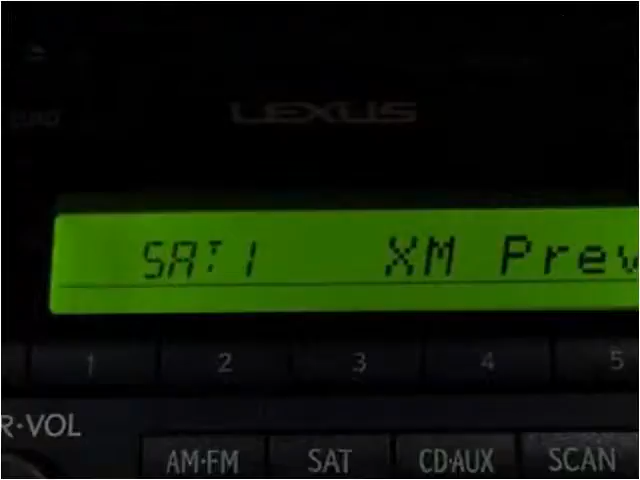 LEXUS
SAT1 XM Prev
1 2 3 4 5
R·VOL
AM·FM SAT CD·AUX SCAN